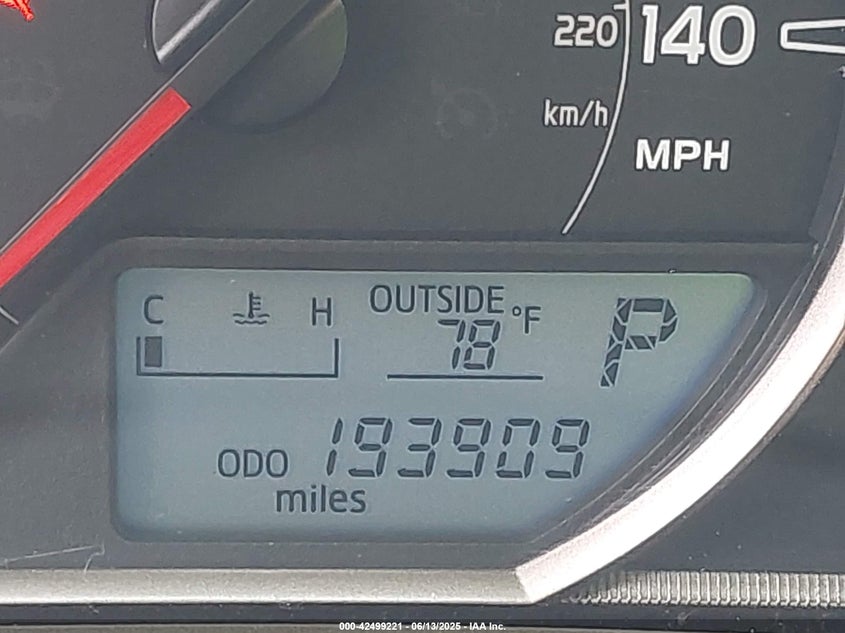 220 140
km/h
MPH
C H OUTSIDE °F
78
P
ODO 193909
miles
000-42499221 - 06/13/2025 - IAA Inc.